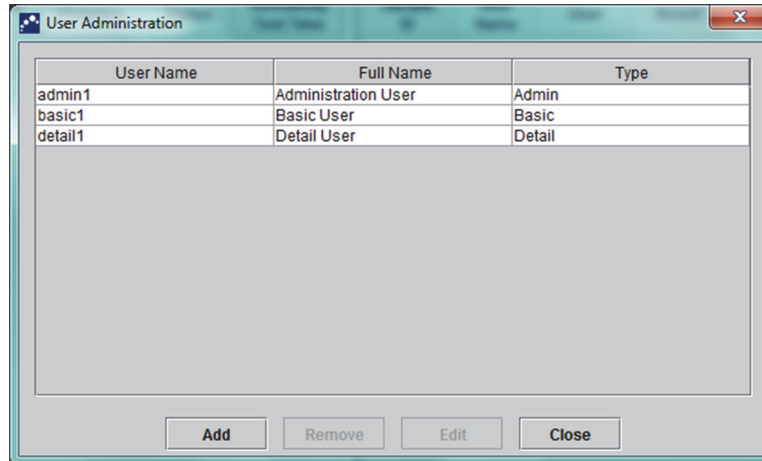 User Administration
User Name Full Name Type
admin1 Administration User Admin
basic1 Basic User Basic
detail1 Detail User Detail
Add Remove Edit Close